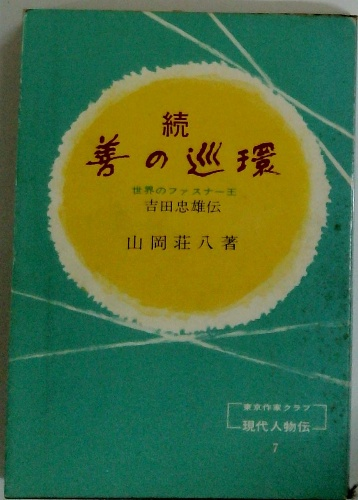 続
善の巡環
世界のファスナー王
吉田忠雄伝
山岡荘八著
東京作家クラブ
現代人物伝
7